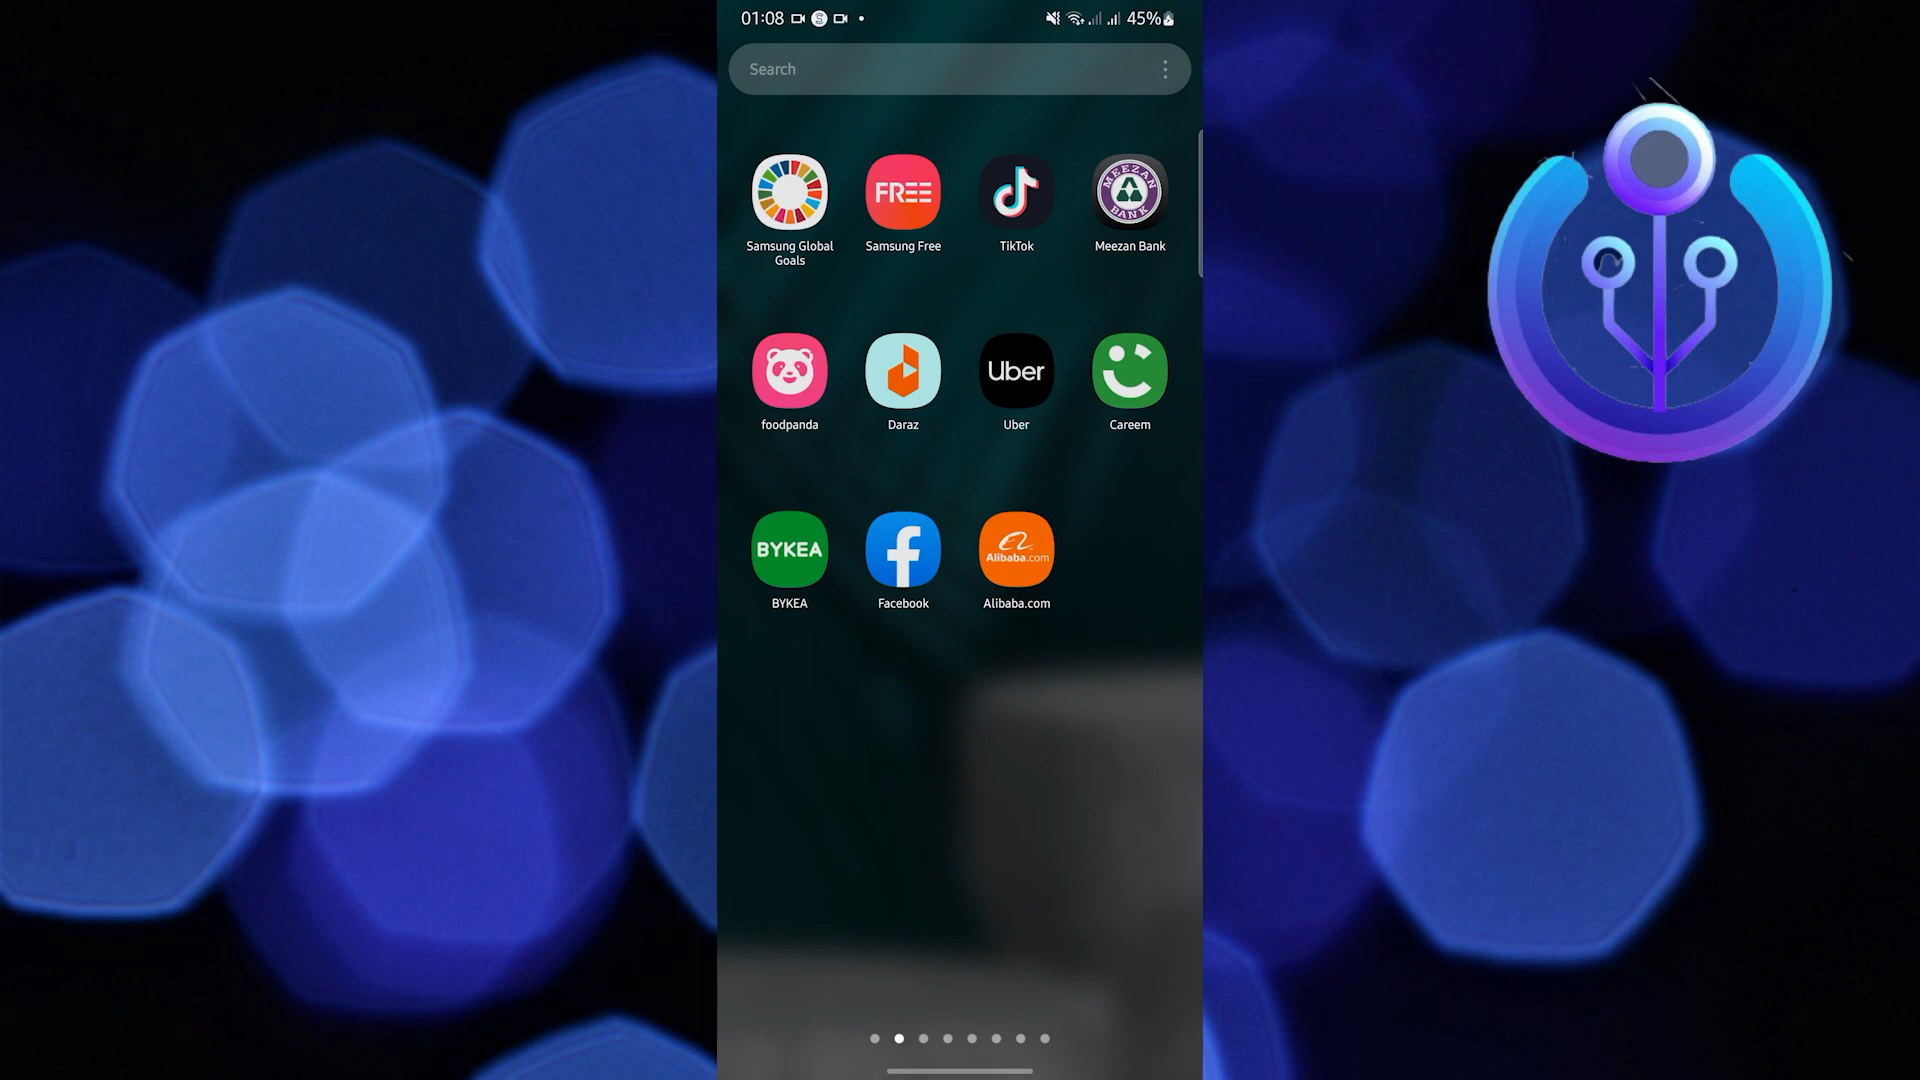 01:08
45%
Search
FREE
MEEZAN
BANK
Samsung Global
Goals
Samsung Free
TikTok
Meezan Bank
Uber
foodpanda
Daraz
Uber
Careem
BYKEA
Alibaba.com
BYKEA
Facebook
Alibaba.com